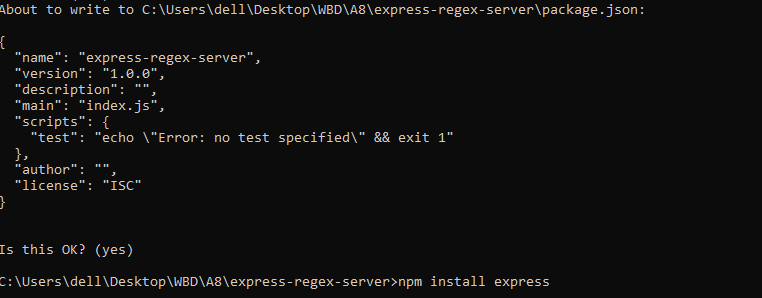 About to write to C:\Users\dell\Desktop\WBD\A8\express-regex-server\package.json:
{
"name": "express-regex-server",
"version": "1.0.0",
"description": "",
"main": "index.js",
"scripts": {
"test": "echo \"Error: no test specified\" && exit 1"
},
"author": "",
"license": "ISC"
}
Is this OK? (yes)
C:\Users\dell\Desktop\WBD\A8\express-regex-server>npm install express